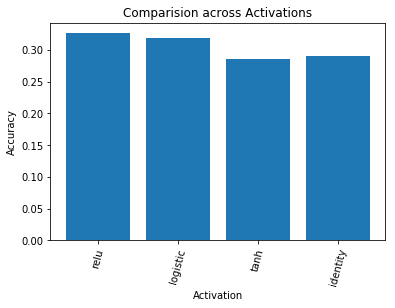 Comparision across Activations
Accuracy
0.30
0.25
0.20
0.15
0.10
0.05
0.00
relu
logistic
tanh
identity
Activation